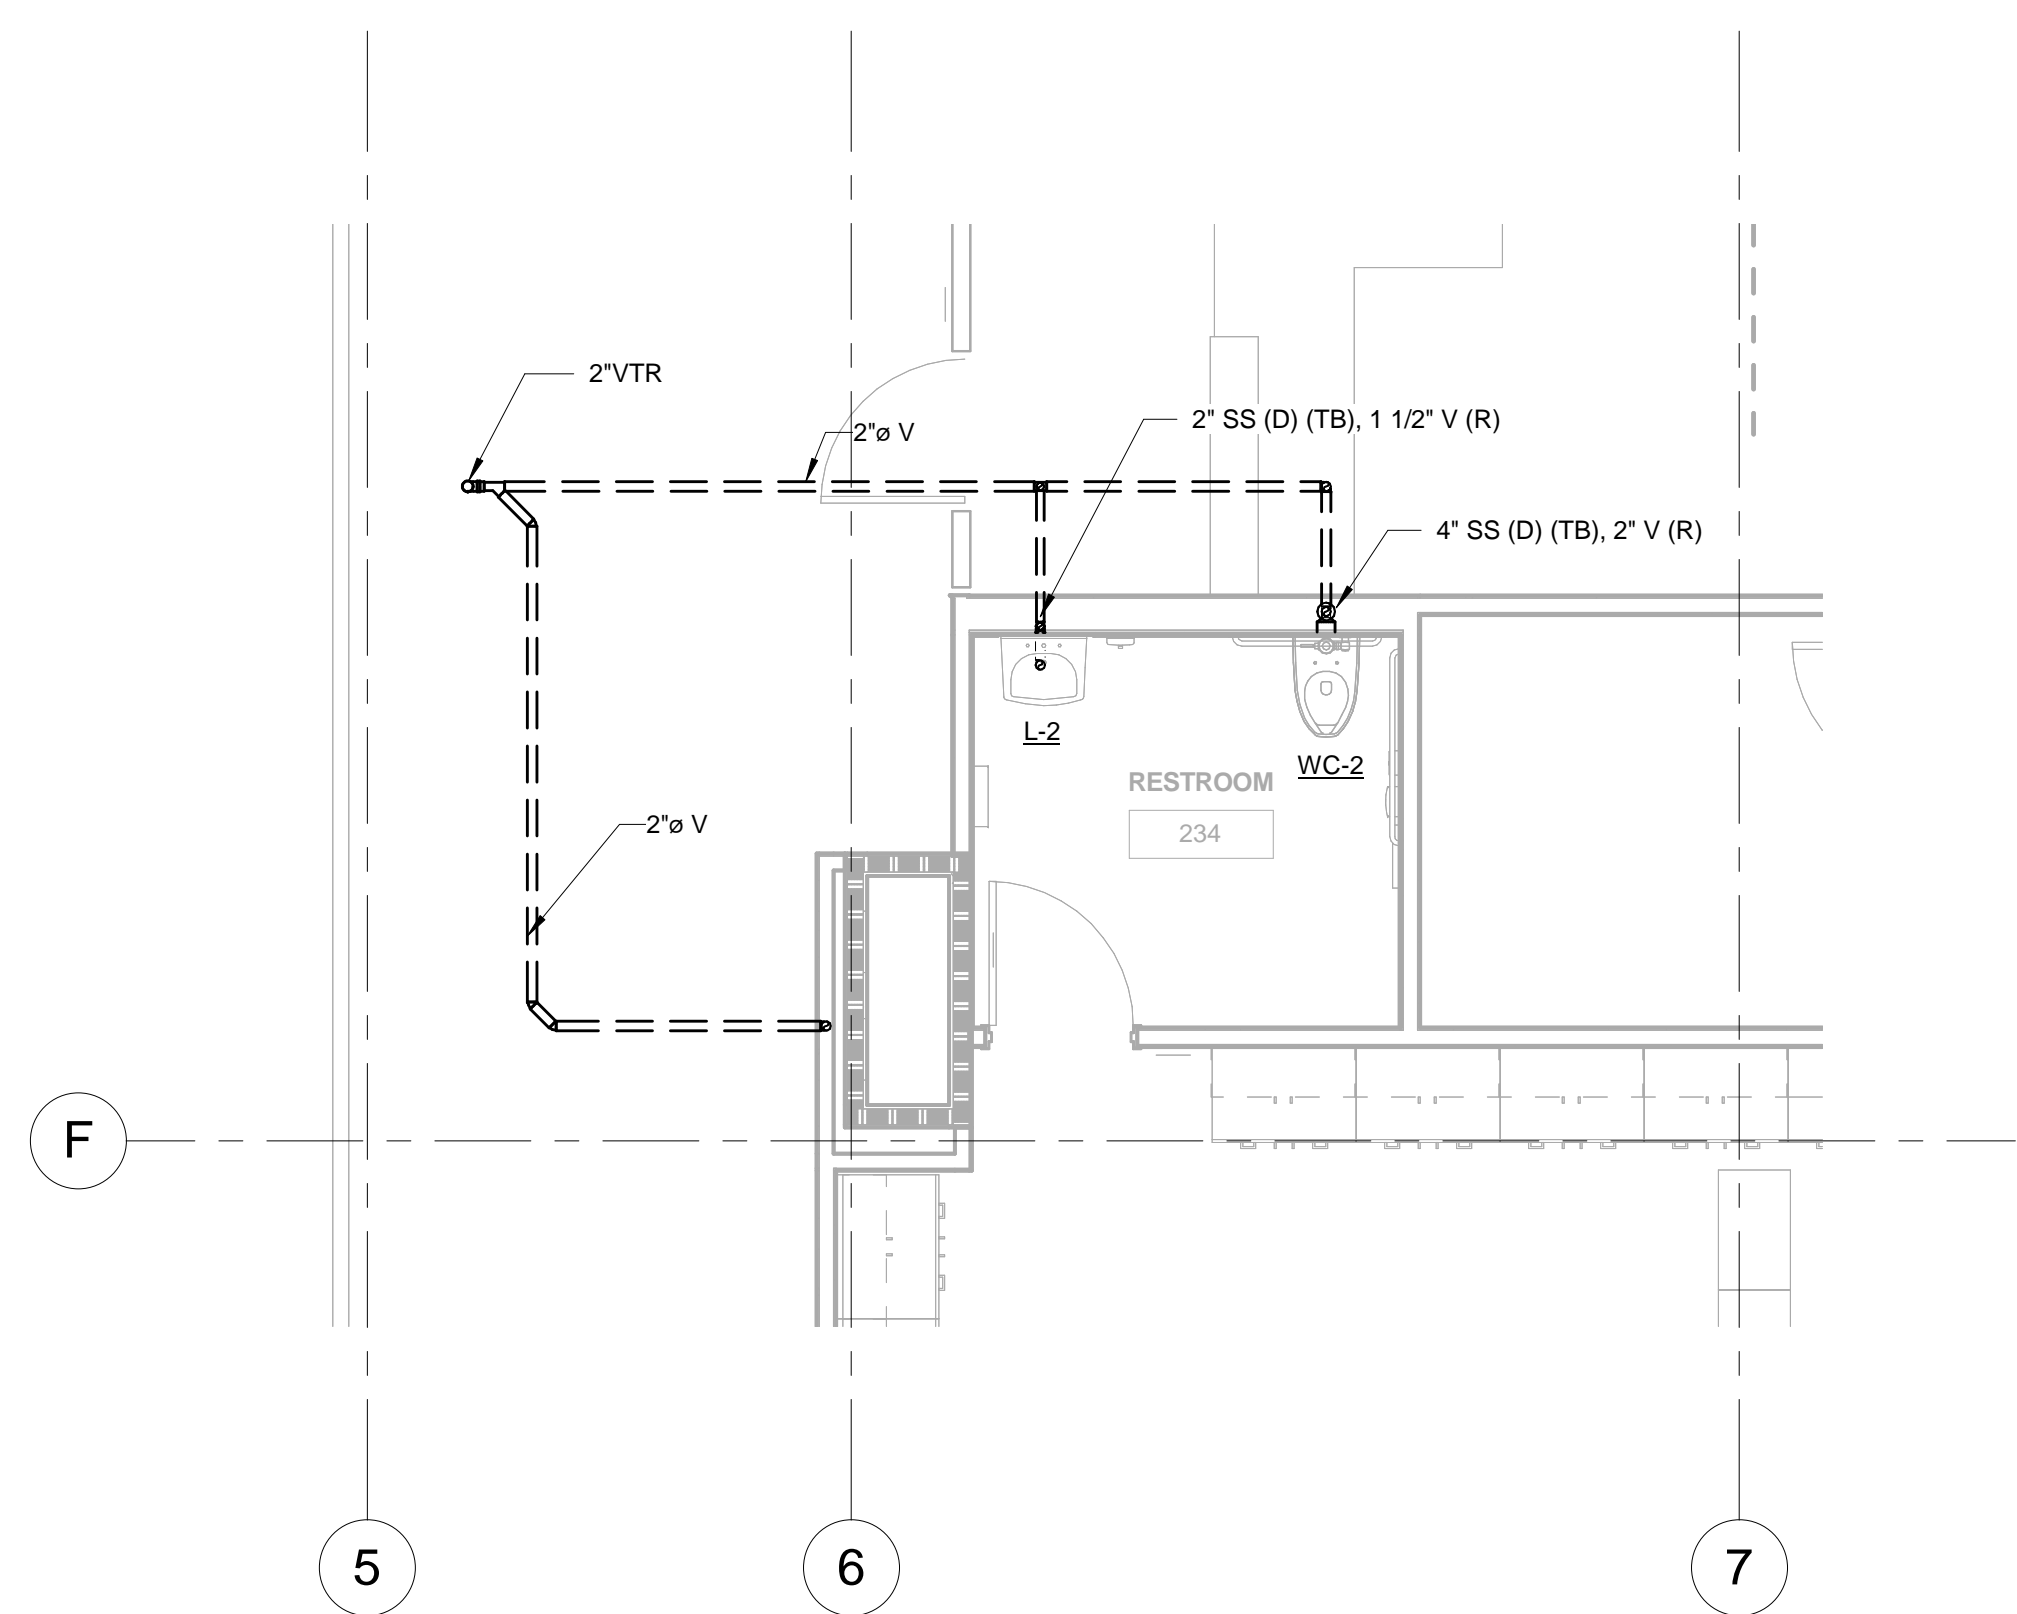 2"VTR
2" SS (D) (TB), 1 1/2" V (R)
2"ø V
4" SS (D) (TB), 2" V (R)
L-2
WC-2
RESTROOM
234
2"ø V
F
5
6
7